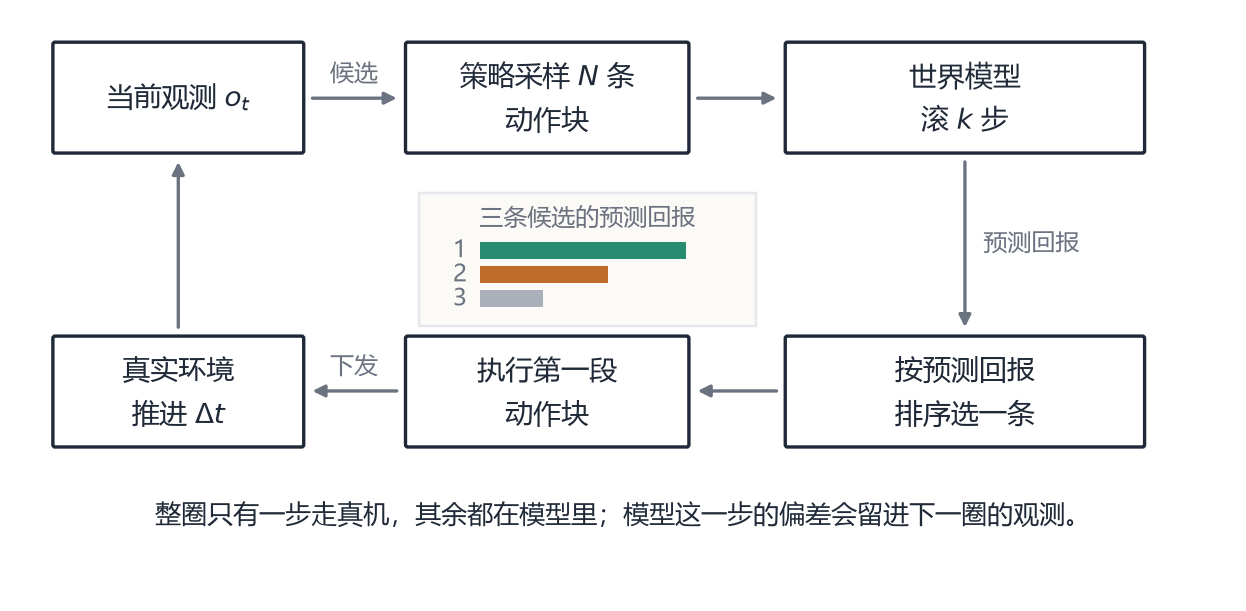 当前观测 oₜ
候选
策略采样 N 条
动作块
世界模型
滚 k 步
三条候选的预测回报
1
2
3
预测回报
真实环境
推进 Δt
下发
执行第一段
动作块
按预测回报
排序选一条
整圈只有一步走真机，其余都在模型里；模型这一步的偏差会留进下一圈的观测。